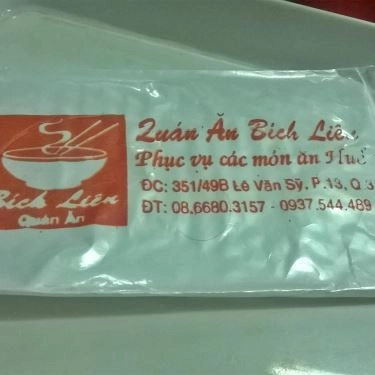 Quán Ăn Bích Liên
Phục vụ các món ăn Huế
ĐC: 351/49B Lê Văn Sỹ, P.13, Q.3
ĐT: 08.6680.3157 - 0937.544.489
Bích Liên
Quán Ăn